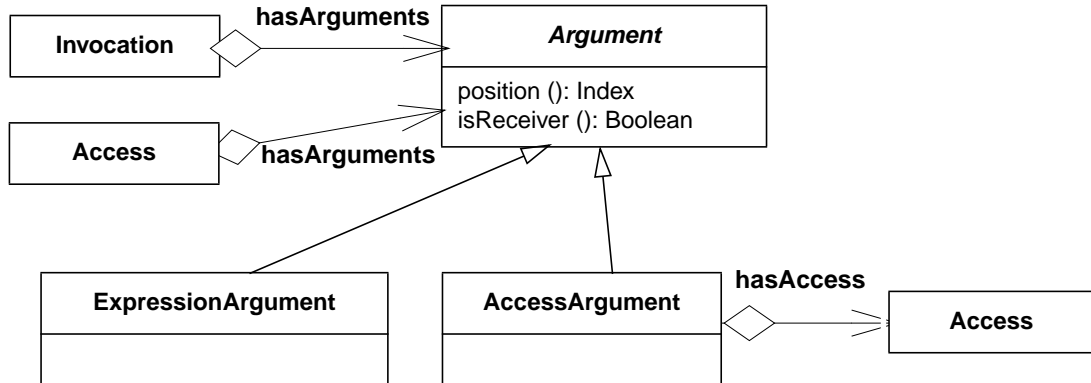 hasArguments
Invocation
Argument
position (): Index
isReceiver (): Boolean
Access
hasArguments
ExpressionArgument
AccessArgument
hasAccess
Access